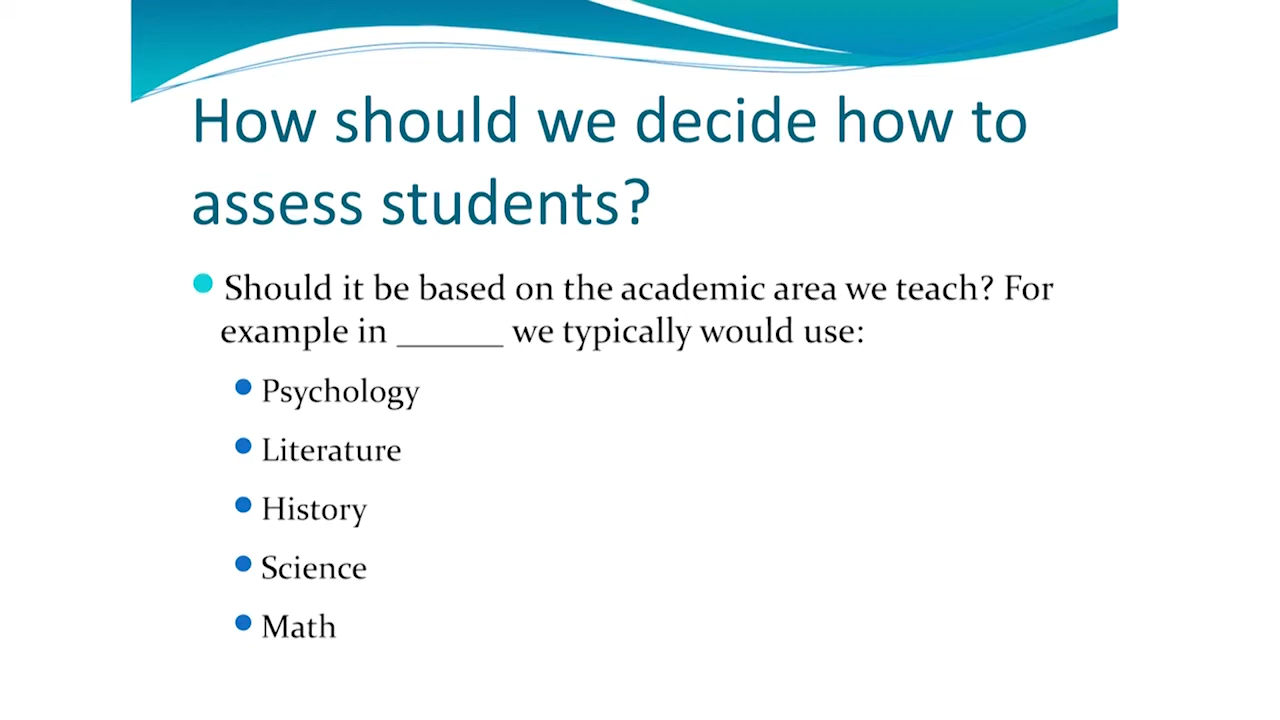 How should we decide how to
assess students?
Should it be based on the academic area we teach? For
example in ______ we typically would use:
Psychology
Literature
History
Science
Math